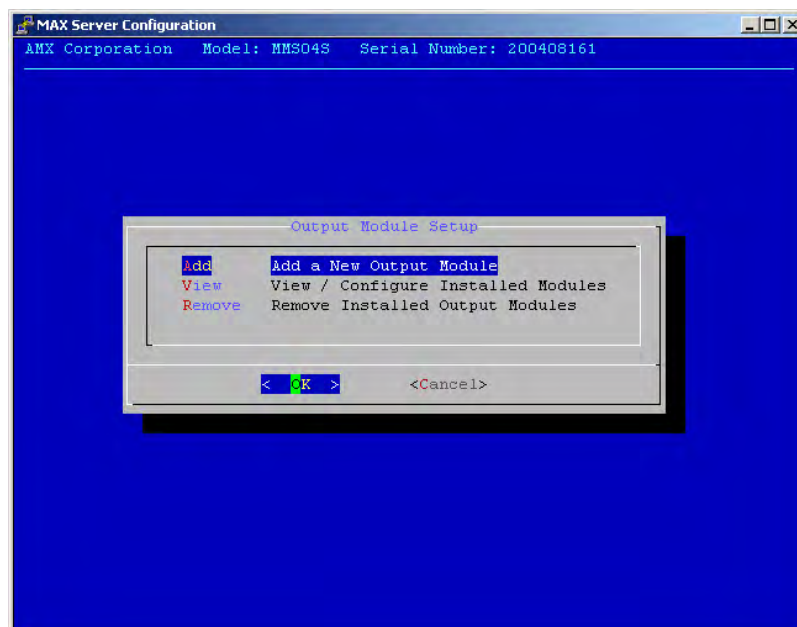 MAX Server Configuration
AMX Corporation Model: MMS04S Serial Number: 200408161
Output Module Setup
Add Add a New Output Module
View View / Configure Installed Modules
Remove Remove Installed Output Modules
< OK > <Cancel>